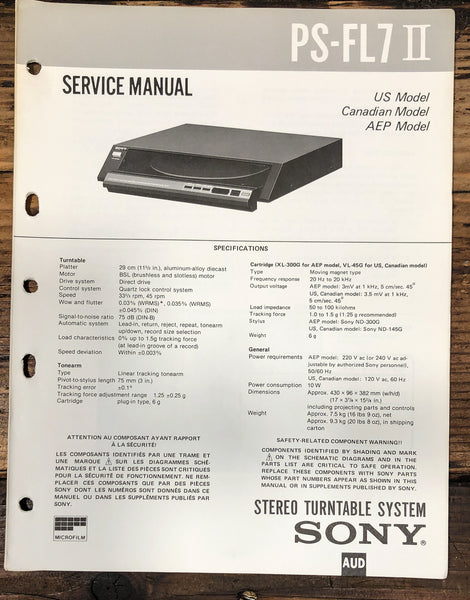 PS-FL7 II
SERVICE MANUAL
US Model
Canadian Model
AEP Model
SONY
SPECIFICATIONS
Turntable
Platter 29 cm (11½ in.), aluminum-alloy diecast
Motor BSL (brushless and slotless) motor
Drive system Direct drive
Control system Quartz lock control system
Speed 33⅓ rpm, 45 rpm
Wow and flutter 0.03% (WRMS)*, 0.035% (WRMS)
±0.045% (DIN)
Signal-to-noise ratio 75 dB (DIN-B)
Automatic system Lead-in, return, reject, repeat, tonearm
up/down, record size selection
Load characteristics 0% up to 1.5g tracking force
(at lead-in groove of a record)
Speed deviation Within ±0.003%
Tonearm
Type Linear tracking tonearm
Pivot-to-stylus length 75 mm (3 in.)
Tracking error ±0.1°
Tracking force adjustment range 1.25 ±0.25 g
Cartridge plug-in type, 6 g
Cartridge (XL-300G for AEP model, VL-45G for US, Canadian model)
Type Moving magnet type
Frequency response 20 Hz to 20 kHz
Output voltage AEP model: 3mV at 1 kHz, 5 cm/sec. 45°
US, Canadian model: 3.5 mV at 1 kHz,
5 cm/sec. 45°
Load impedance 50 to 100 kilohms
Tracking force 1.0 to 1.5 g (1.25 g recommended)
Stylus AEP model: Sony ND-300G
US, Canadian model: Sony ND-145G
Weight 6 g
General
Power requirements AEP model: 220 V ac (or 240 V ac ad-
justable by authorized Sony personnel),
50/60 Hz
US, Canadian model: 120 V ac, 60 Hz
Power consumption 10 W
Dimensions Approx. 430 × 96 × 382 mm (w/h/d)
including projecting parts and controls
Weight Approx. 7.5 kg (16 lbs 9 oz), net
Approx. 9.3 kg (20 lbs 8 oz), in shipping
carton
ATTENTION AU COMPOSANT AYANT RAPPORT
À LA SÉCURITÉ!
LES COMPOSANTS IDENTIFIÉS PAR UNE TRAME ET
UNE MARQUE ⚠ SUR LES DIAGRAMMES SCHÉ-
MATIQUES ET LA LISTE DES PIÈCES SONT CRITIQUES
POUR LA SÉCURITÉ DE FONCTIONNEMENT. NE REM-
PLACER CES COMPOSANTS QUE PAR DES PIÈCES
SONY DONT LES NUMÉROS SONT DONNÉS DANS CE
MANUEL OU DANS LES SUPPLÉMENTS PUBLIÉS PAR
SONY.
SAFETY-RELATED COMPONENT WARNING!!
COMPONENTS IDENTIFIED BY SHADING AND MARK
⚠ ON THE SCHEMATIC DIAGRAMS AND IN THE
PARTS LIST ARE CRITICAL TO SAFE OPERATION.
REPLACE THESE COMPONENTS WITH SONY PARTS
WHOSE PART NUMBERS APPEAR AS SHOWN IN THIS
MANUAL OR IN SUPPLEMENTS PUBLISHED BY SONY.
MICROFILM
STEREO TURNTABLE SYSTEM
SONY®
AUD